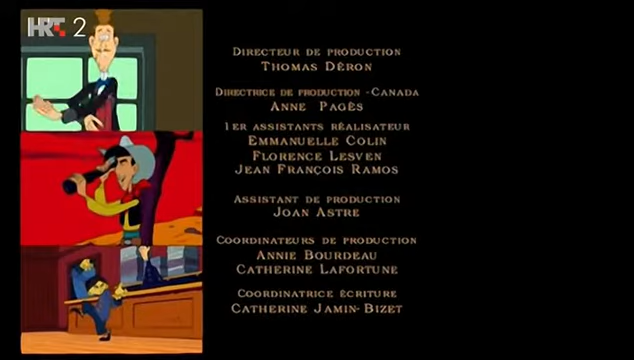 HRT 2
DIRECTEUR DE PRODUCTION
THOMAS DÉRON
DIRECTRICE DE PRODUCTION -CANADA
ANNE PAGÈS
1ER ASSISTANTS RÉALISATEUR
EMMANUELLE COLIN
FLORENCE LESVEN
JEAN FRANÇOIS RAMOS
ASSISTANT DE PRODUCTION
JOAN ASTRE
COORDINATEURS DE PRODUCTION
ANNIE BOURDEAU
CATHERINE LAFORTUNE
COORDINATRICE ÉCRITURE
CATHERINE JAMIN-BIZET